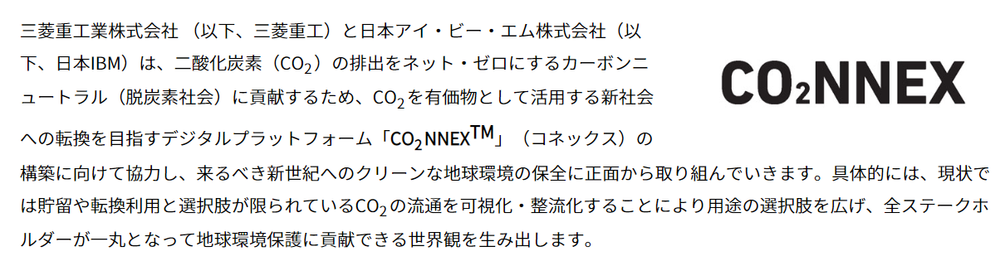 三菱重工業株式会社 （以下、三菱重工）と日本アイ・ビー・エム株式会社（以
下、日本IBM）は、二酸化炭素（CO₂）の排出をネット・ゼロにするカーボンニ
ュートラル（脱炭素社会）に貢献するため、CO₂を有価物として活用する新社会
への転換を目指すデジタルプラットフォーム「CO₂NNEX™」（コネックス）の
CO₂NNEX
構築に向けて協力し、来るべき新世紀へのクリーンな地球環境の保全に正面から取り組んでいきます。具体的には、現状で
は貯留や転換利用と選択肢が限られているCO₂の流通を可視化・整流化することにより用途の選択肢を広げ、全ステークホ
ルダーが一丸となって地球環境保護に貢献できる世界観を生み出します。